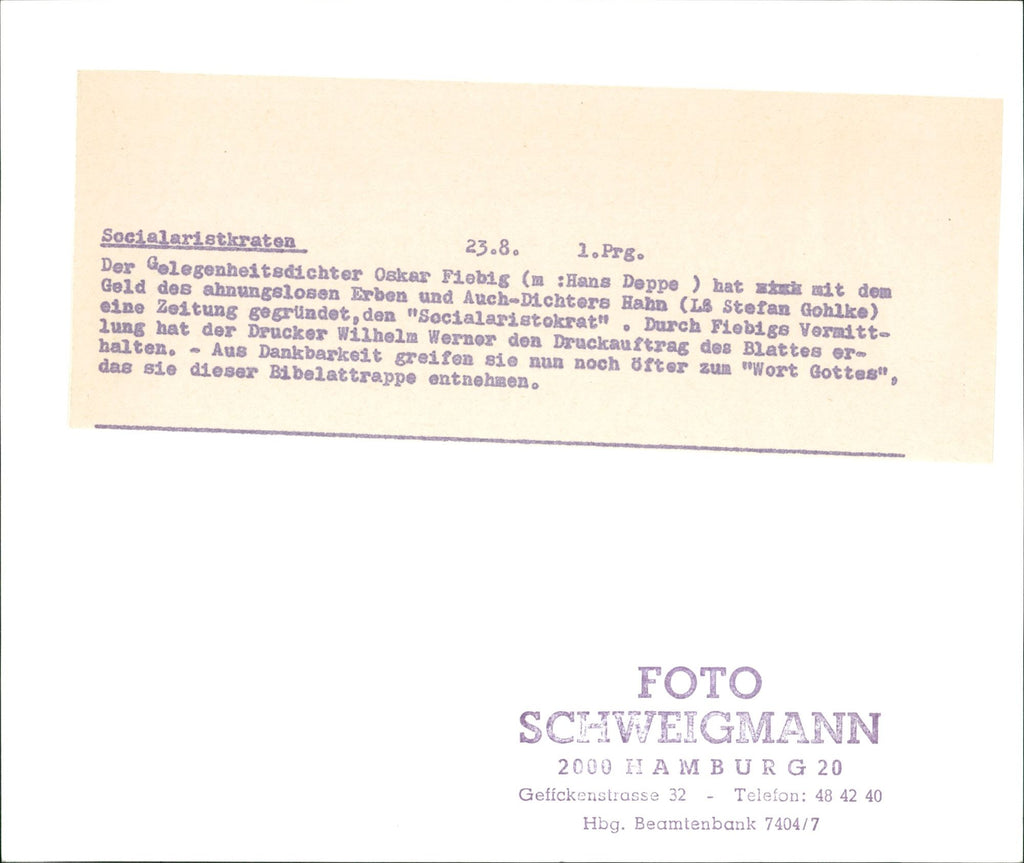 Socialaristkraten 23.8. 1.Prg.
Der Gelegenheitsdichter Oskar Fiebig (m :Hans Deppe ) hat mit dem
Geld des ahnungslosen Erben und Auch-Dichters Hahn (Lß Stefan Gohlke)
eine Zeitung gegründet,den "Socialaristokrat" . Durch Fiebigs Vermitt-
lung hat der Drucker Wilhelm Werner den Druckauftrag des Blattes er-
halten. - Aus Dankbarkeit greifen sie nun noch öfter zum "Wort Gottes",
das sie dieser Bibelattrappe entnehmen.
FOTO
SCHWEIGMANN
2000 HAMBURG 20
Geffckenstrasse 32 - Telefon: 48 42 40
Hbg. Beamtenbank 7404/7